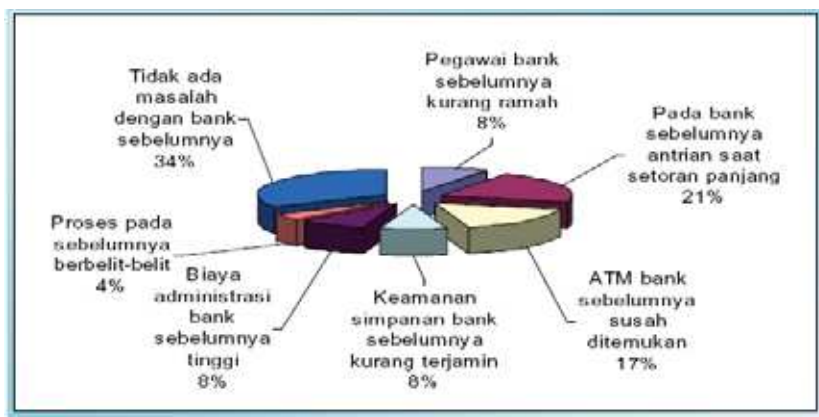 Tidak ada
masalah
dengan bank
sebelumnya
34%
Pegawai bank
sebelumnya
kurang ramah
8%
Pada bank
sebelumnya
antrian saat
setoran panjang
21%
ATM bank
sebelumnya
susah
ditemukan
17%
Keamanan
simpanan bank
sebelumnya
kurang terjamin
8%
Biaya
administrasi
bank
sebelumnya
tinggi
8%
Proses pada
sebelumnya
berbelit-belit
4%